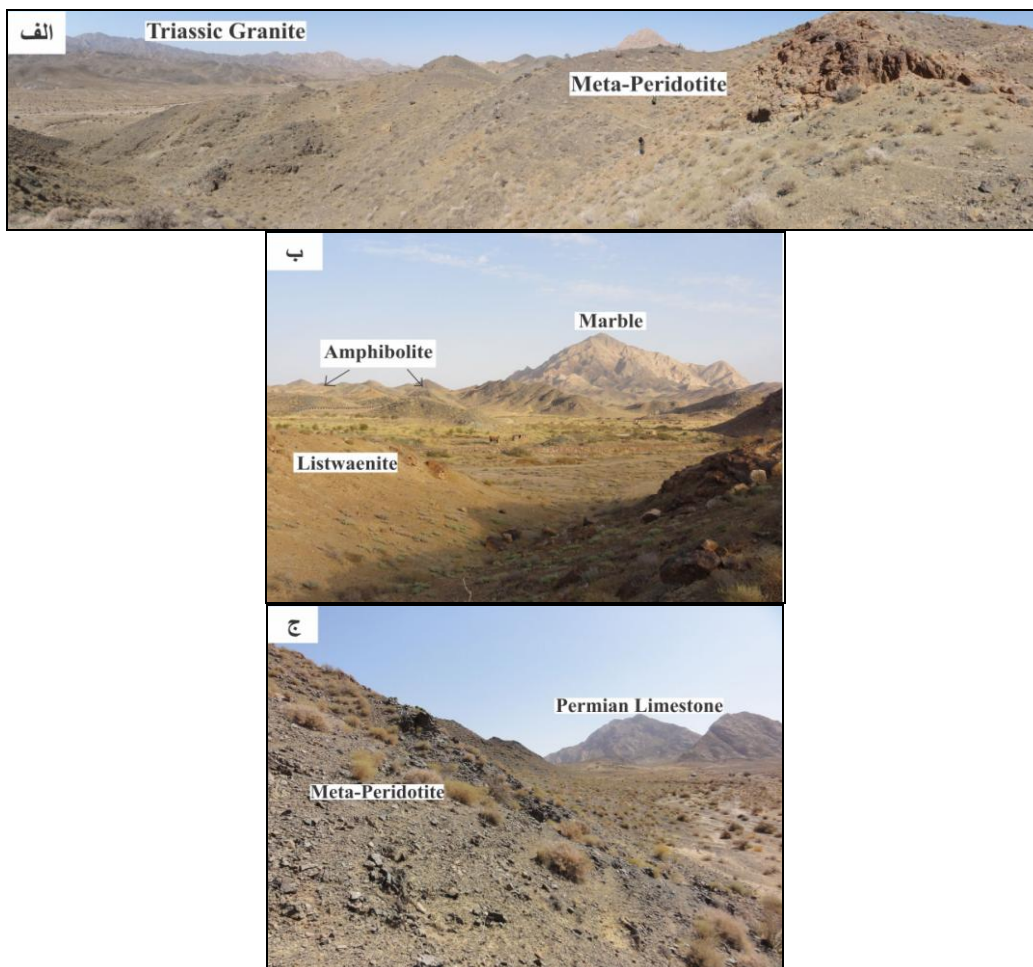 الف
Triassic Granite
Meta-Peridotite
ب
Marble
Amphibolite
Listwaenite
ج
Permian Limestone
Meta-Peridotite